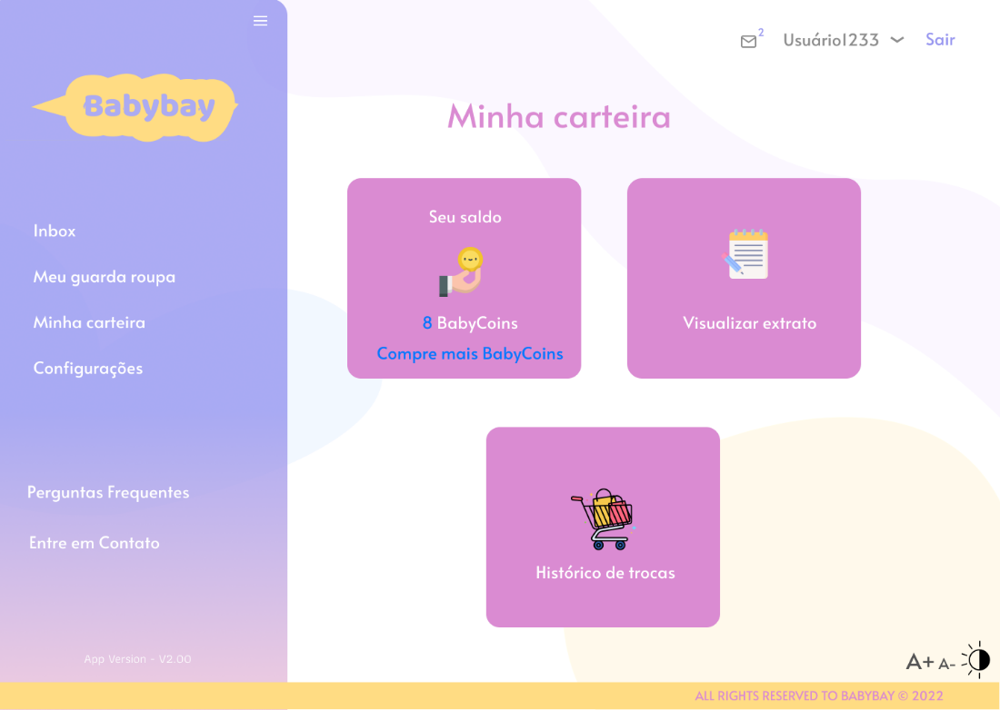 2
Usuário1233
Sair
Babybay
Minha carteira
Inbox
Meu guarda roupa
Minha carteira
Configurações
Perguntas Frequentes
Entre em Contato
App Version - V2.00
Seu saldo
8 BabyCoins
Compre mais BabyCoins
Visualizar extrato
Histórico de trocas
A+ A-
ALL RIGHTS RESERVED TO BABYBAY © 2022